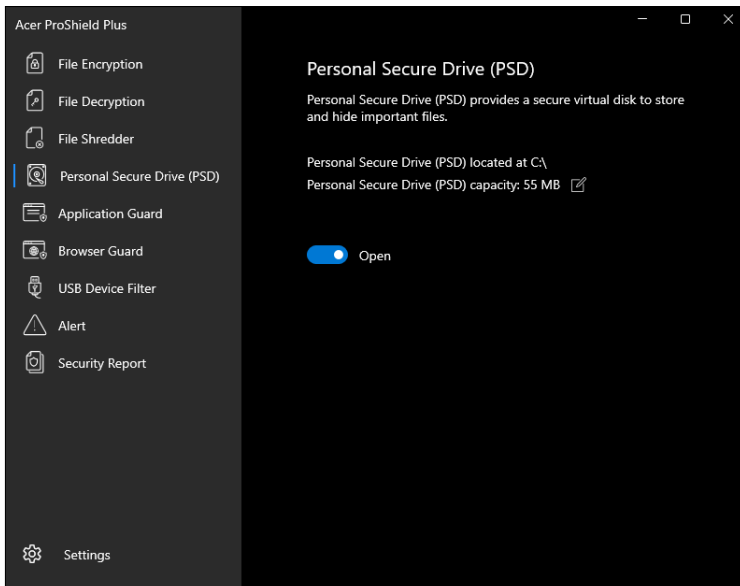 Acer ProShield Plus
File Encryption
File Decryption
File Shredder
Personal Secure Drive (PSD)
Application Guard
Browser Guard
USB Device Filter
Alert
Security Report
Settings
Personal Secure Drive (PSD)
Personal Secure Drive (PSD) provides a secure virtual disk to store
and hide important files.
Personal Secure Drive (PSD) located at C:\
Personal Secure Drive (PSD) capacity: 55 MB
Open